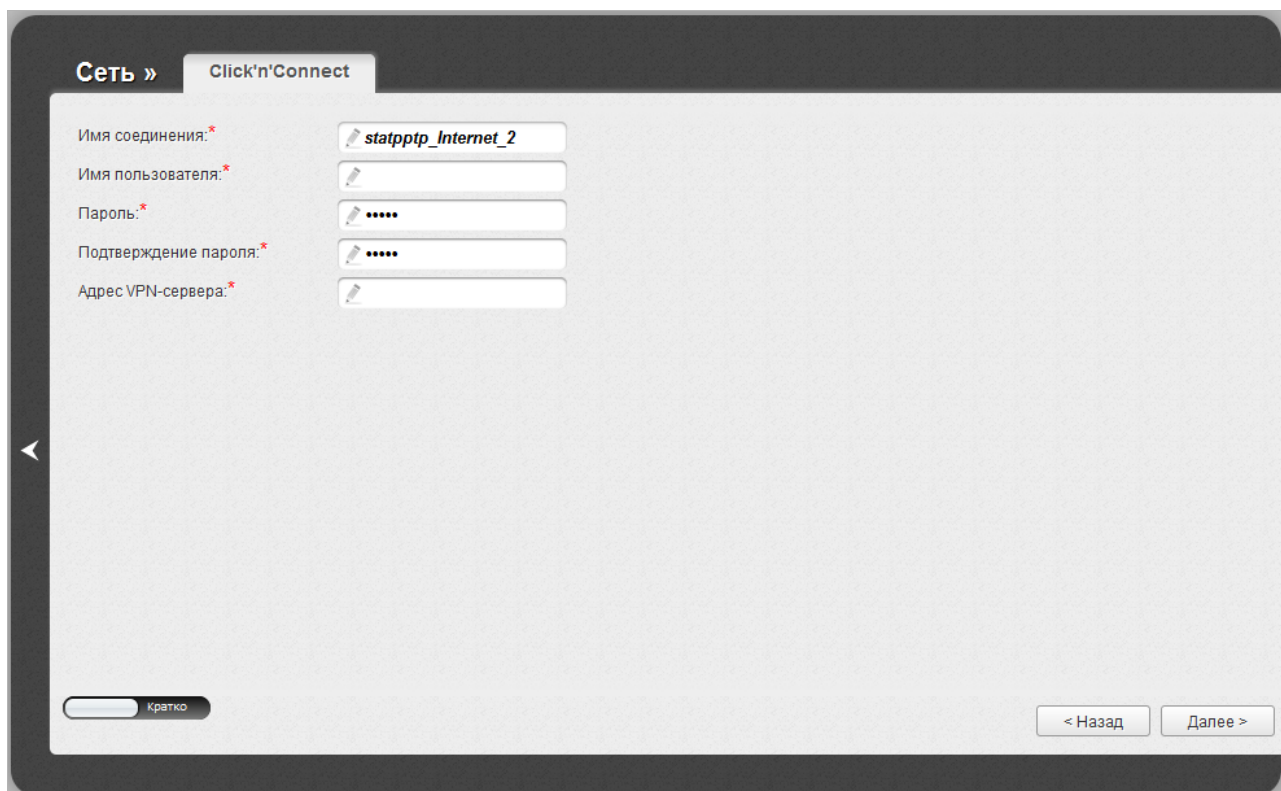 Сеть »
Click'n'Connect
Имя соединения:* statpptp_Internet_2
Имя пользователя:*
Пароль:* •••••
Подтверждение пароля:* •••••
Адрес VPN-сервера:*
Кратко
< Назад
Далее >